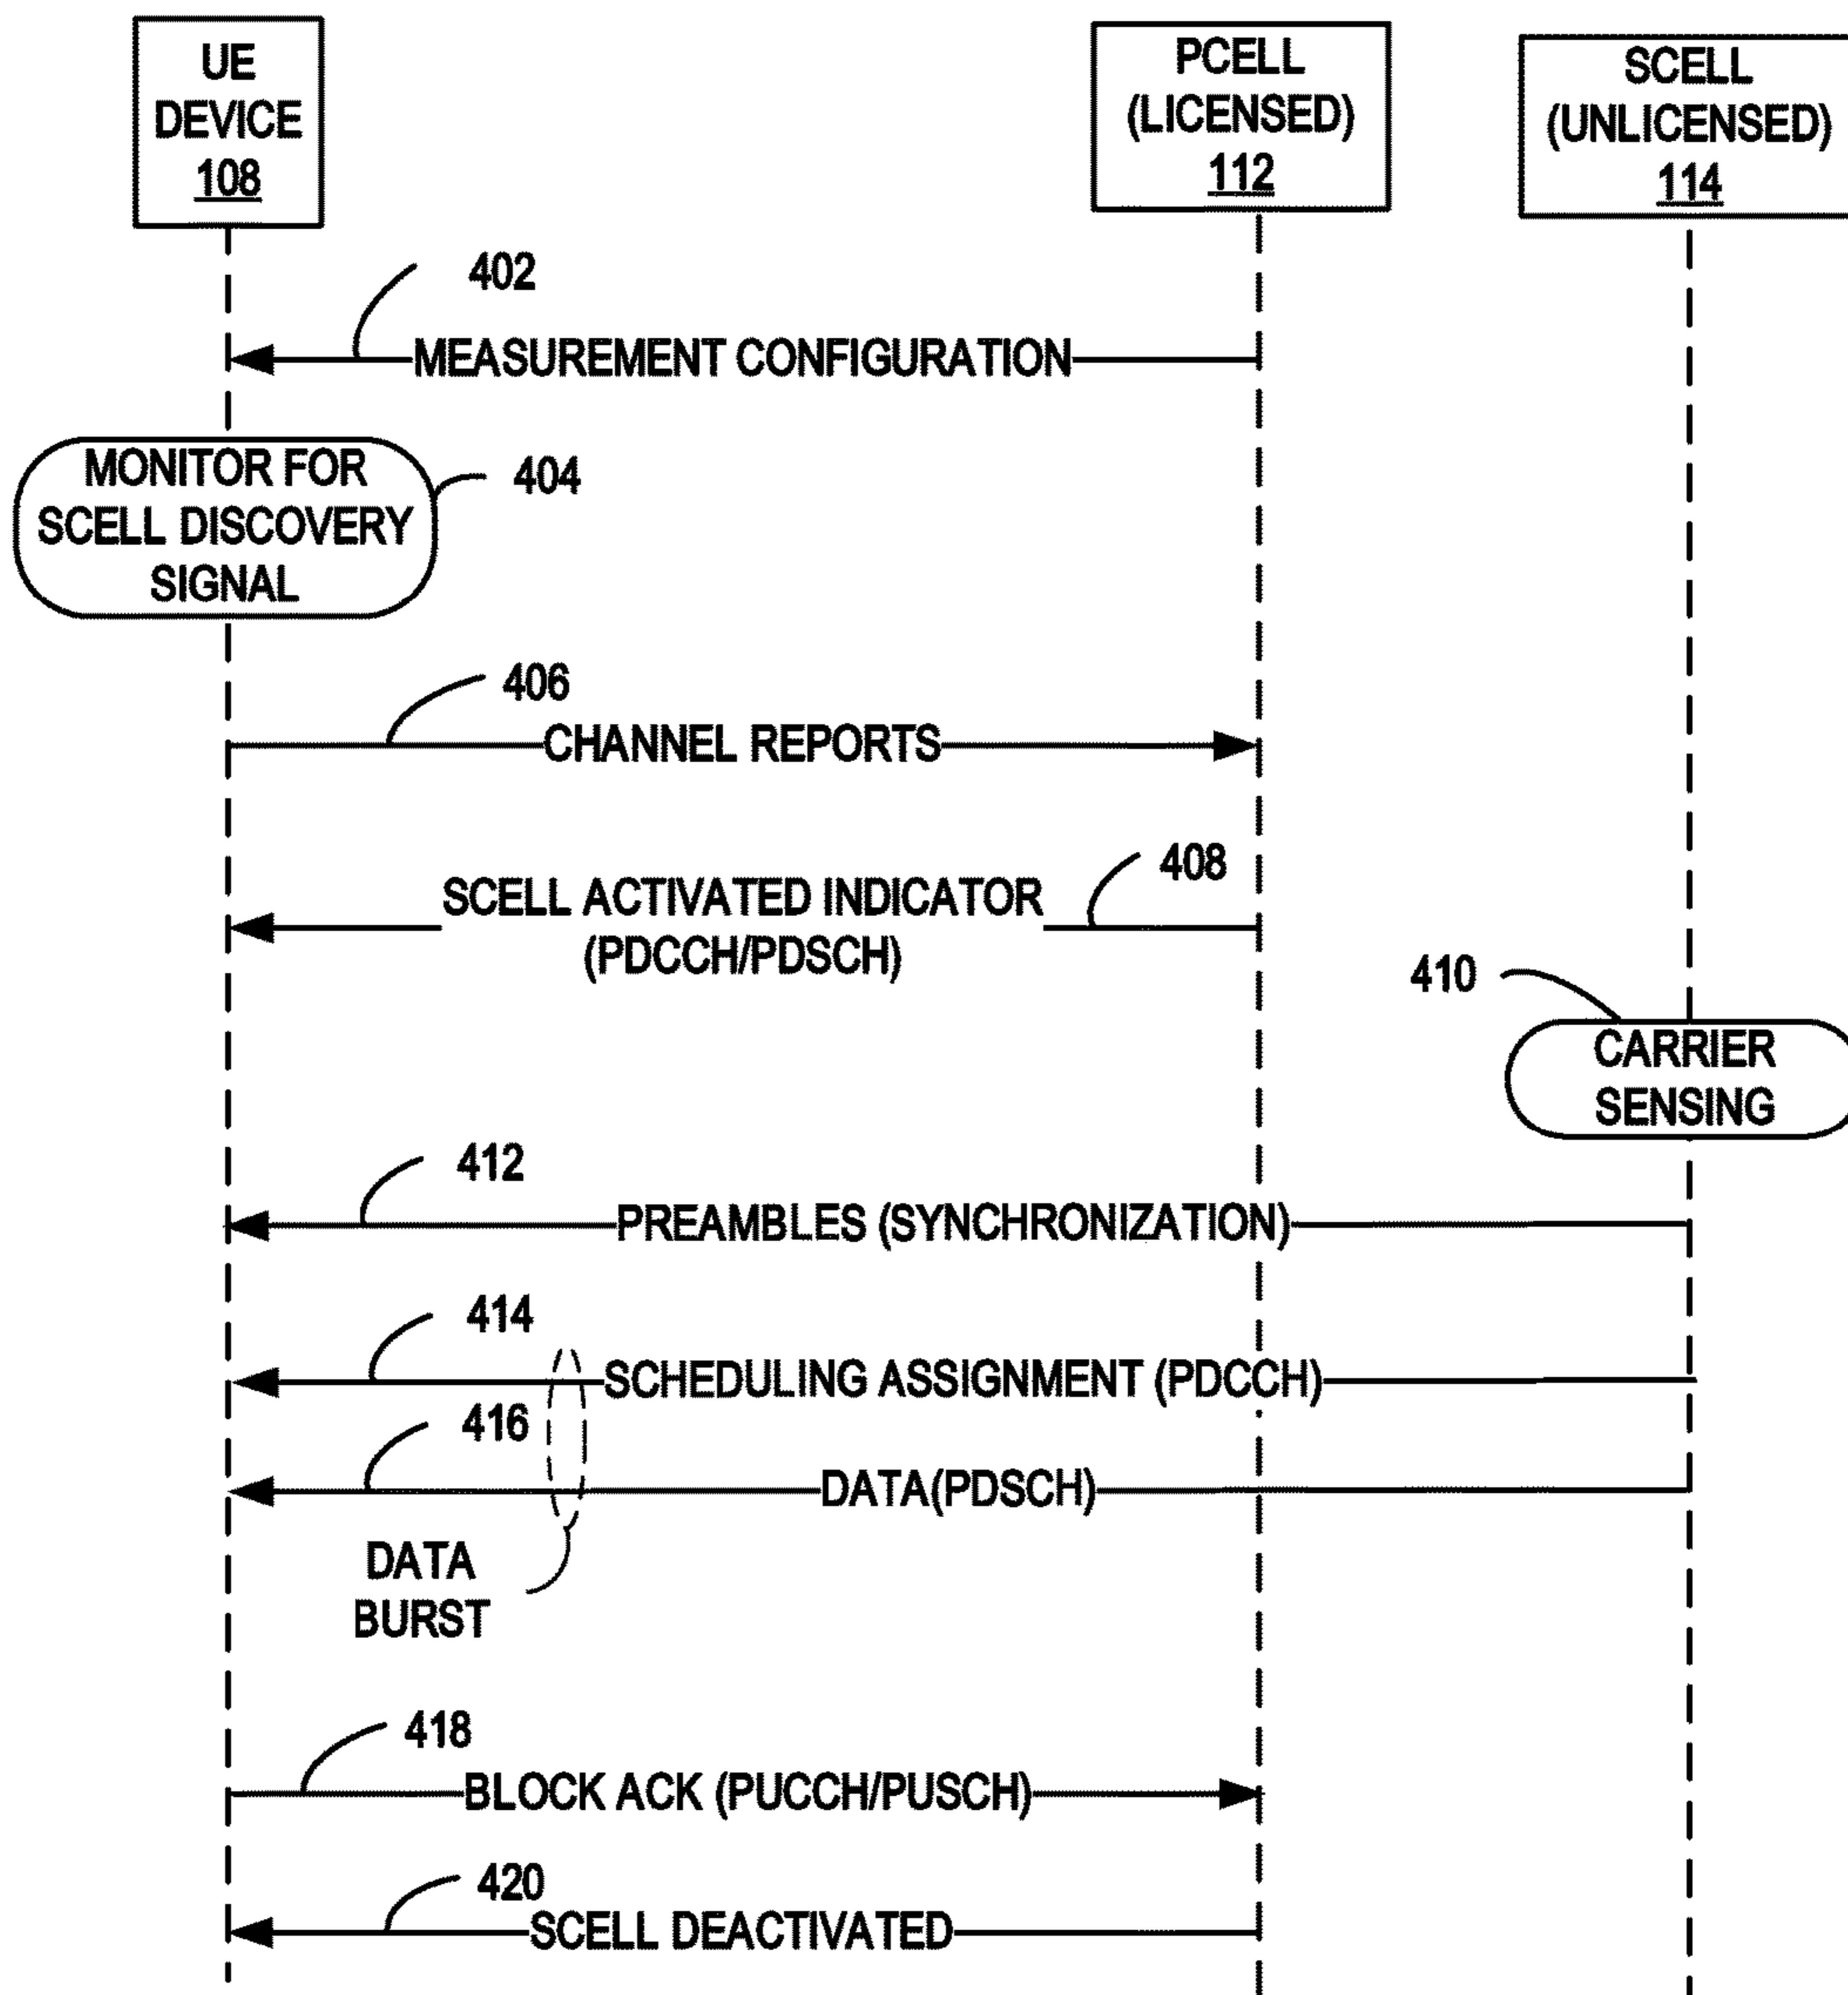 UE
DEVICE
108
PCELL
(LICENSED)
112
SCELL
(UNLICENSED)
114
402
MEASUREMENT CONFIGURATION
MONITOR FOR
SCELL DISCOVERY
SIGNAL
404
406
CHANNEL REPORTS
408
SCELL ACTIVATED INDICATOR
(PDCCH/PDSCH)
410
CARRIER
SENSING
412
PREAMBLES (SYNCHRONIZATION)
414
SCHEDULING ASSIGNMENT (PDCCH)
416
DATA(PDSCH)
DATA
BURST
418
BLOCK ACK (PUCCH/PUSCH)
420
SCELL DEACTIVATED